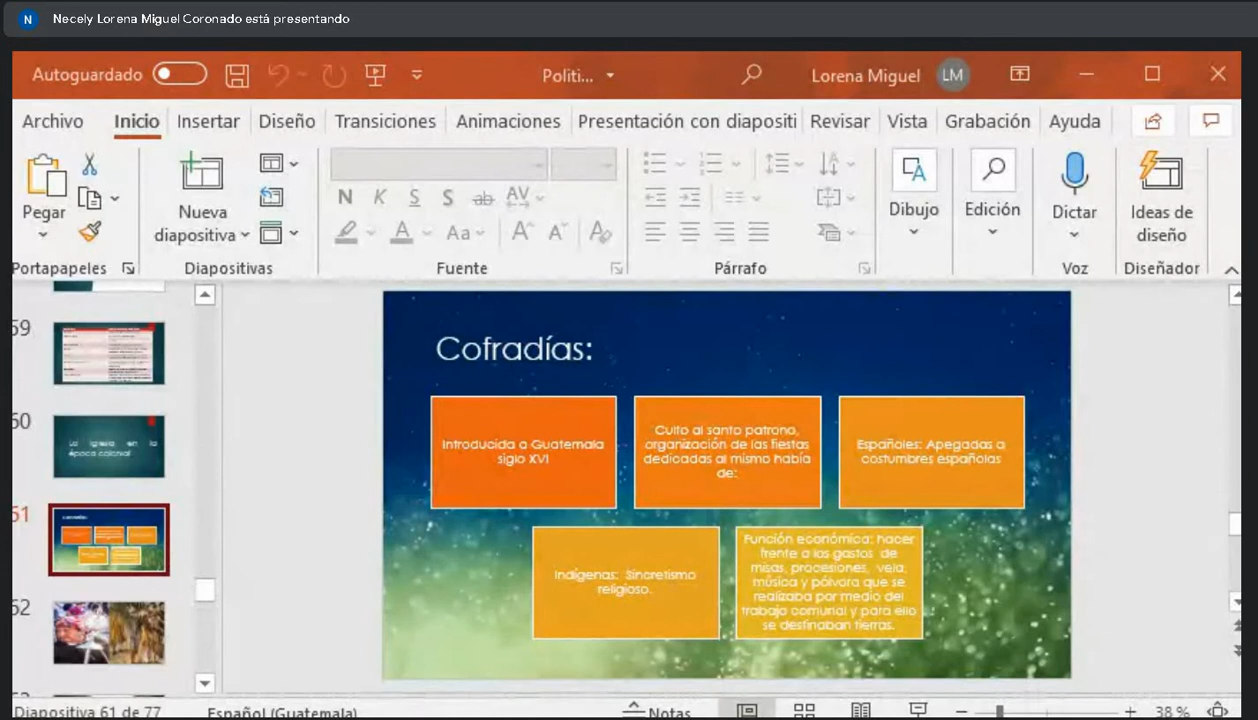 N Necely Lorena Miguel Coronado está presentando
Autoguardado Politi... Lorena Miguel LM
Archivo Inicio Insertar Diseño Transiciones Animaciones Presentación con diapositi Revisar Vista Grabación Ayuda
Pegar
Nueva
diapositiva
N K S S ab AV
A Aa A A A
Dibujo
Edición
Dictar
Ideas de
diseño
Portapapeles Diapositivas Fuente Párrafo Voz Diseñador
59
60
La iglesia en la
época colonial
61
62
Cofradías:
Introducida a Guatemala
siglo XVI
Culto al santo patrono,
organización de las fiestas
dedicadas al mismo había
de:
Españoles: Apegadas a
costumbres españolas
Indígenas: Sincretismo
religioso.
Función económica: hacer
frente a los gastos de
misas, procesiones, vela,
música y pólvora que se
realizaba por medio del
trabajo comunal y para ello
se destinaban tierras.
Diapositiva 61 de 77 Español (Guatemala) Notas 38 %